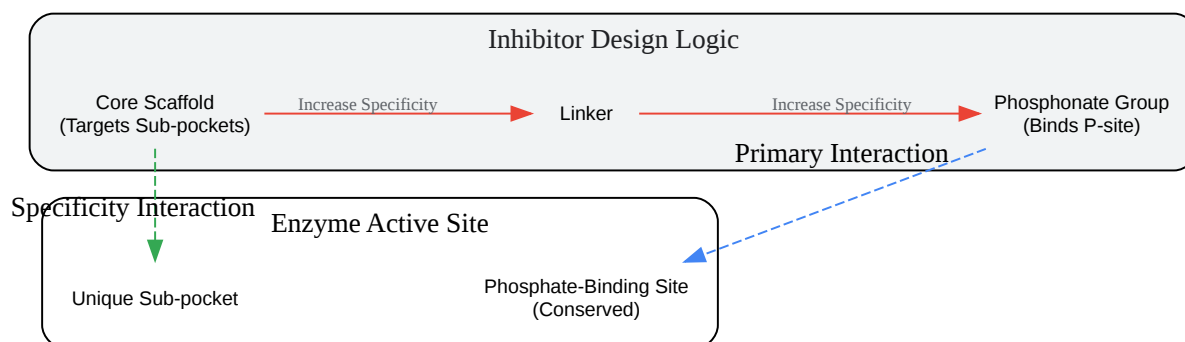 Inhibitor Design Logic
Core Scaffold
(Targets Sub-pockets)
Increase Specificity
Linker
Increase Specificity
Phosphonate Group
(Binds P-site)
Primary Interaction
Specificity Interaction
Enzyme Active Site
Unique Sub-pocket
Phosphate-Binding Site
(Conserved)